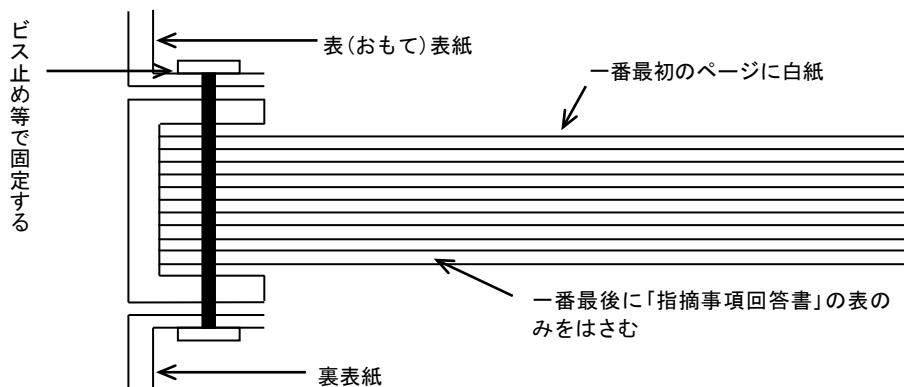 ビス止め等で固定する
表（おもて）表紙
一番最初のページに白紙
一番最後に「指摘事項回答書」の表の
みをはさむ
裏表紙